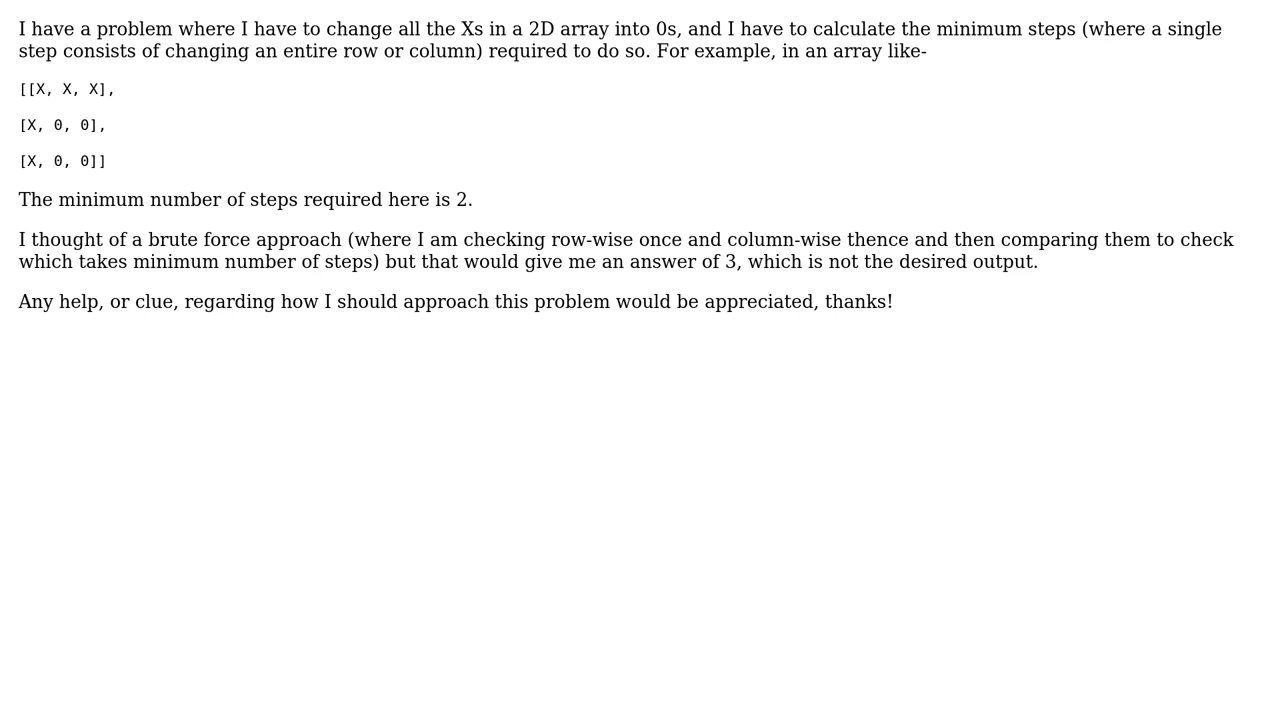 I have a problem where I have to change all the Xs in a 2D array into 0s, and I have to calculate the minimum steps (where a single
step consists of changing an entire row or column) required to do so. For example, in an array like-
[[X, X, X],
[X, 0, 0],
[X, 0, 0]]
The minimum number of steps required here is 2.
I thought of a brute force approach (where I am checking row-wise once and column-wise thence and then comparing them to check
which takes minimum number of steps) but that would give me an answer of 3, which is not the desired output.
Any help, or clue, regarding how I should approach this problem would be appreciated, thanks!